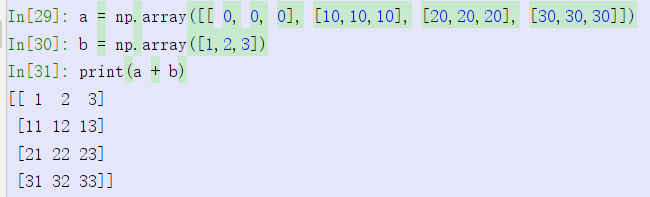 In[29]: a = np.array([[ 0, 0, 0], [10,10,10], [20,20,20], [30,30,30]])
In[30]: b = np.array([1,2,3])
In[31]: print(a + b)
[[ 1  2  3]
 [11 12 13]
 [21 22 23]
 [31 32 33]]